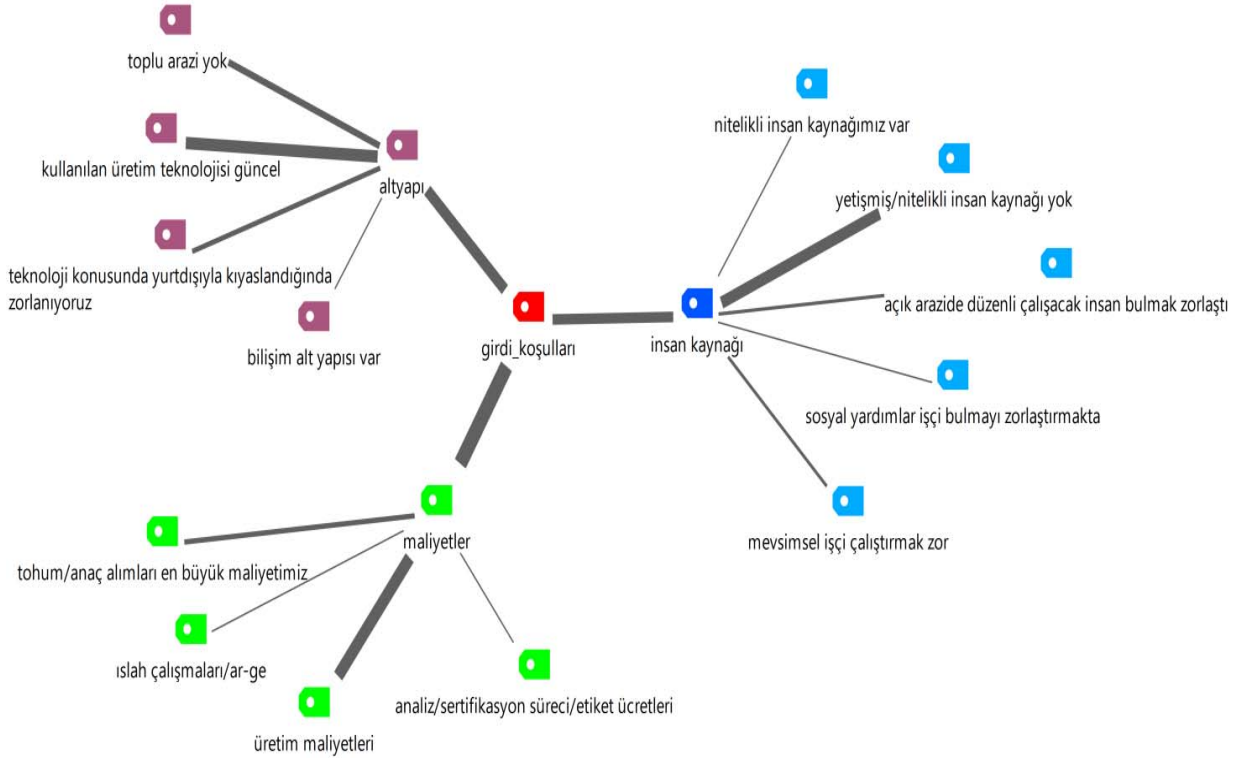 toplu arazi yok
kullanılan üretim teknolojisi güncel
altyapı
teknoloji konusunda yurtdışıyla kıyaslandığında
zorlanıyoruz
bilişim alt yapısı var
girdi_koşulları
insan kaynağı
nitelikli insan kaynağımız var
yetişmiş/nitelikli insan kaynağı yok
açık arazide düzenli çalışacak insan bulmak zorlaştı
sosyal yardımlar işçi bulmayı zorlaştırmakta
mevsimsel işçi çalıştırmak zor
maliyetler
tohum/anaç alımları en büyük maliyetimiz
ıslah çalışmaları/ar-ge
üretim maliyetleri
analiz/sertifikasyon süreci/etiket ücretleri